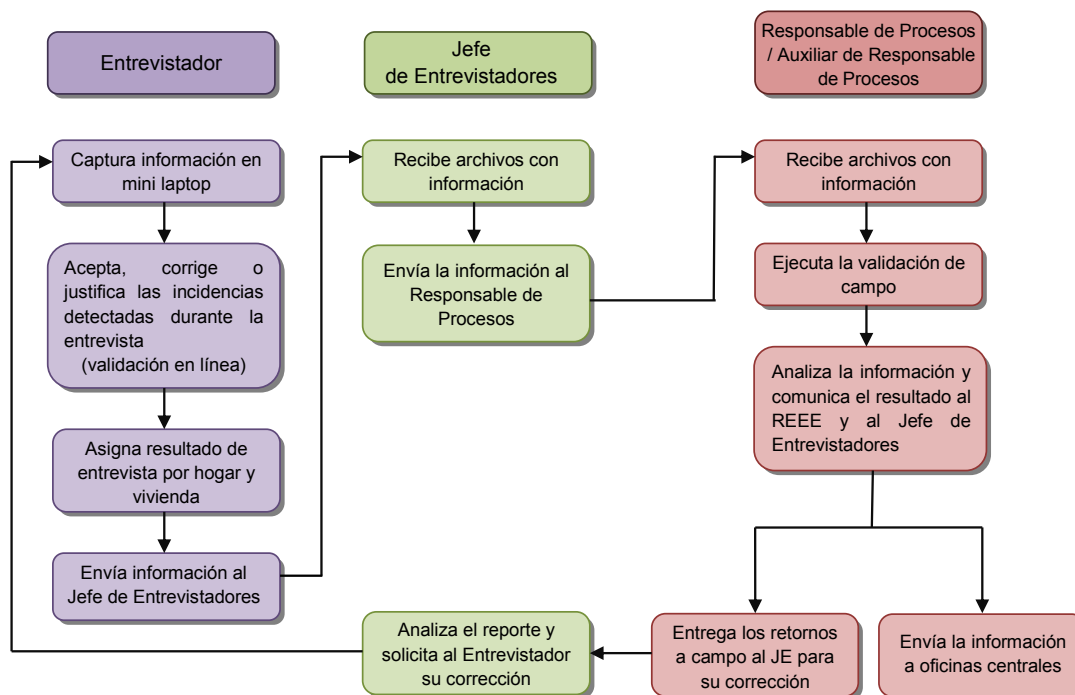 Entrevistador
Jefe
de Entrevistadores
Responsable de Procesos
/ Auxiliar de Responsable
de Procesos
Captura información en
mini laptop
Acepta, corrige o
justifica las incidencias
detectadas durante la
entrevista
(validación en línea)
Asigna resultado de
entrevista por hogar y
vivienda
Envía información al
Jefe de Entrevistadores
Recibe archivos con
información
Envía la información al
Responsable de
Procesos
Analiza el reporte y
solicita al Entrevistador
su corrección
Recibe archivos con
información
Ejecuta la validación de
campo
Analiza la información y
comunica el resultado al
REEE y al Jefe de
Entrevistadores
Entrega los retornos
a campo al JE para
su corrección
Envía la información
a oficinas centrales